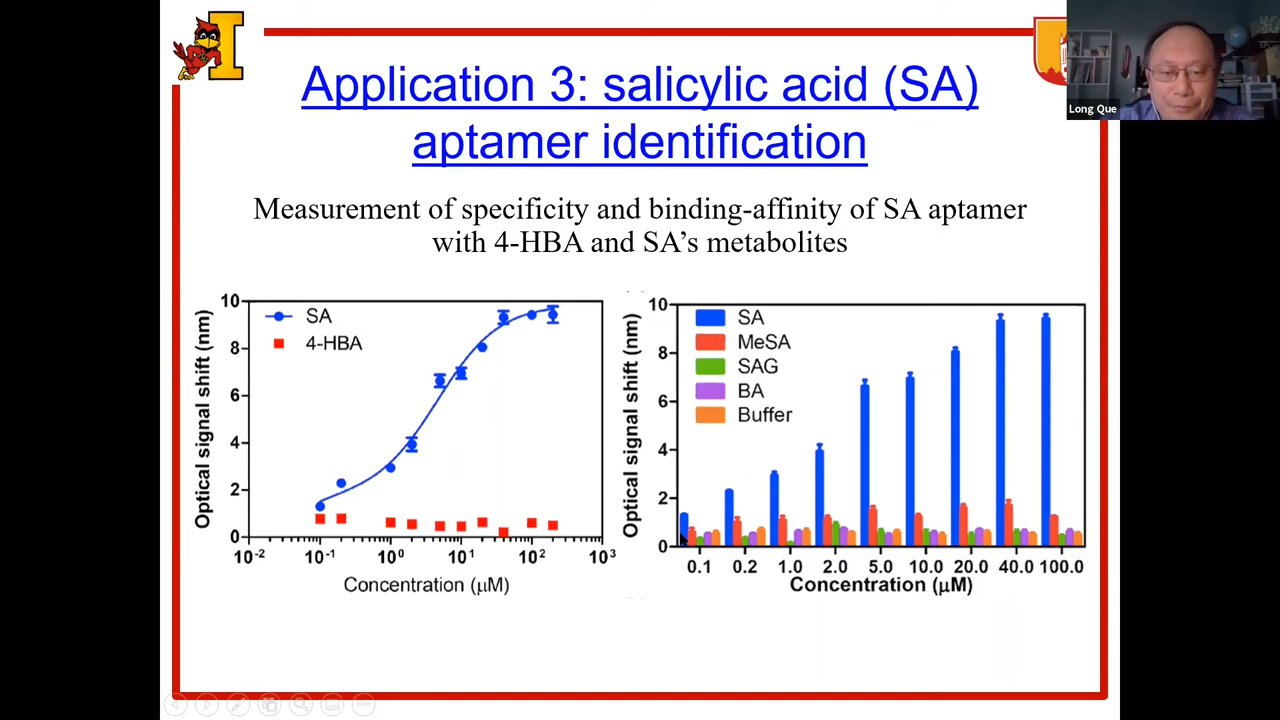 Application 3: salicylic acid (SA)
aptamer identification
Long Que
Measurement of specificity and binding-affinity of SA aptamer
with 4-HBA and SA’s metabolites
Optical signal shift (nm)
10
8
6
4
2
0
SA
4-HBA
10⁻²
10⁻¹
10⁰
10¹
10²
10³
Concentration (μM)
Optical signal shift (nm)
10
8
6
4
2
0
SA
MeSA
SAG
BA
Buffer
0.1
0.2
1.0
2.0
5.0
10.0
20.0
40.0
100.0
Concentration (μM)